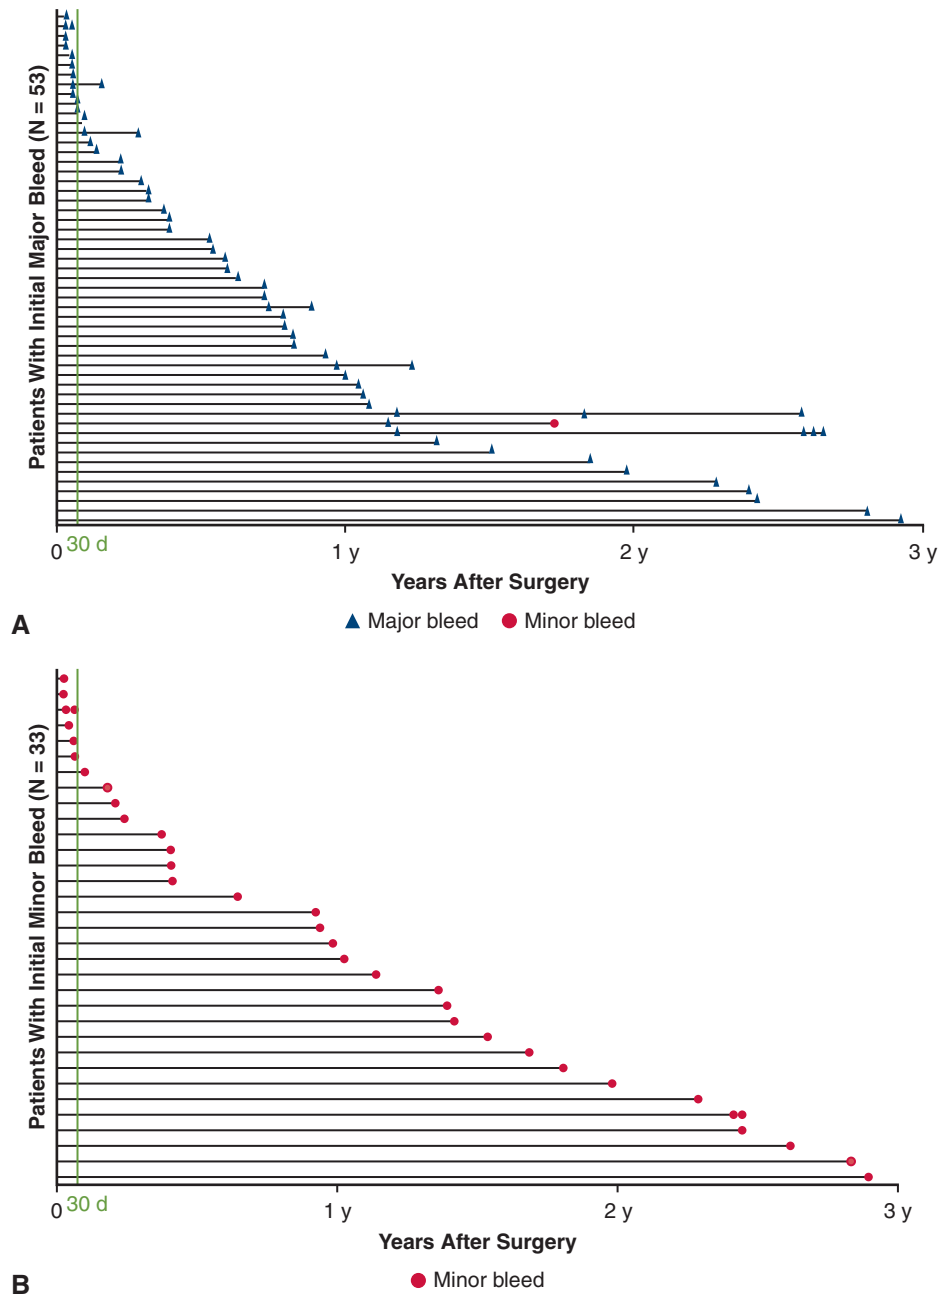 Patients With Initial Major Bleed (N = 53)
0 30 d 1 y 2 y 3 y
Years After Surgery
A Major bleed Minor bleed
Patients With Initial Minor Bleed (N = 33)
0 30 d 1 y 2 y 3 y
Years After Surgery
B Minor bleed